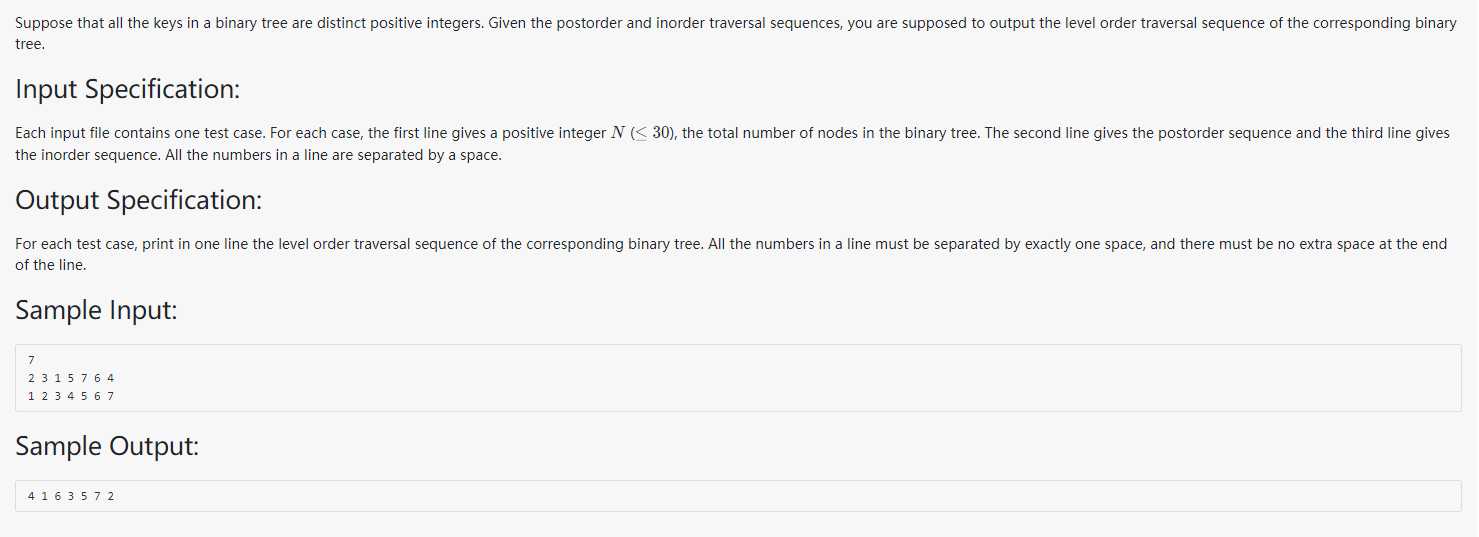 Suppose that all the keys in a binary tree are distinct positive integers. Given the postorder and inorder traversal sequences, you are supposed to output the level order traversal sequence of the corresponding binary
tree.
Input Specification:
Each input file contains one test case. For each case, the first line gives a positive integer N (≤ 30), the total number of nodes in the binary tree. The second line gives the postorder sequence and the third line gives
the inorder sequence. All the numbers in a line are separated by a space.
Output Specification:
For each test case, print in one line the level order traversal sequence of the corresponding binary tree. All the numbers in a line must be separated by exactly one space, and there must be no extra space at the end
of the line.
Sample Input:
7
2 3 1 5 7 6 4
1 2 3 4 5 6 7
Sample Output:
4 1 6 3 5 7 2